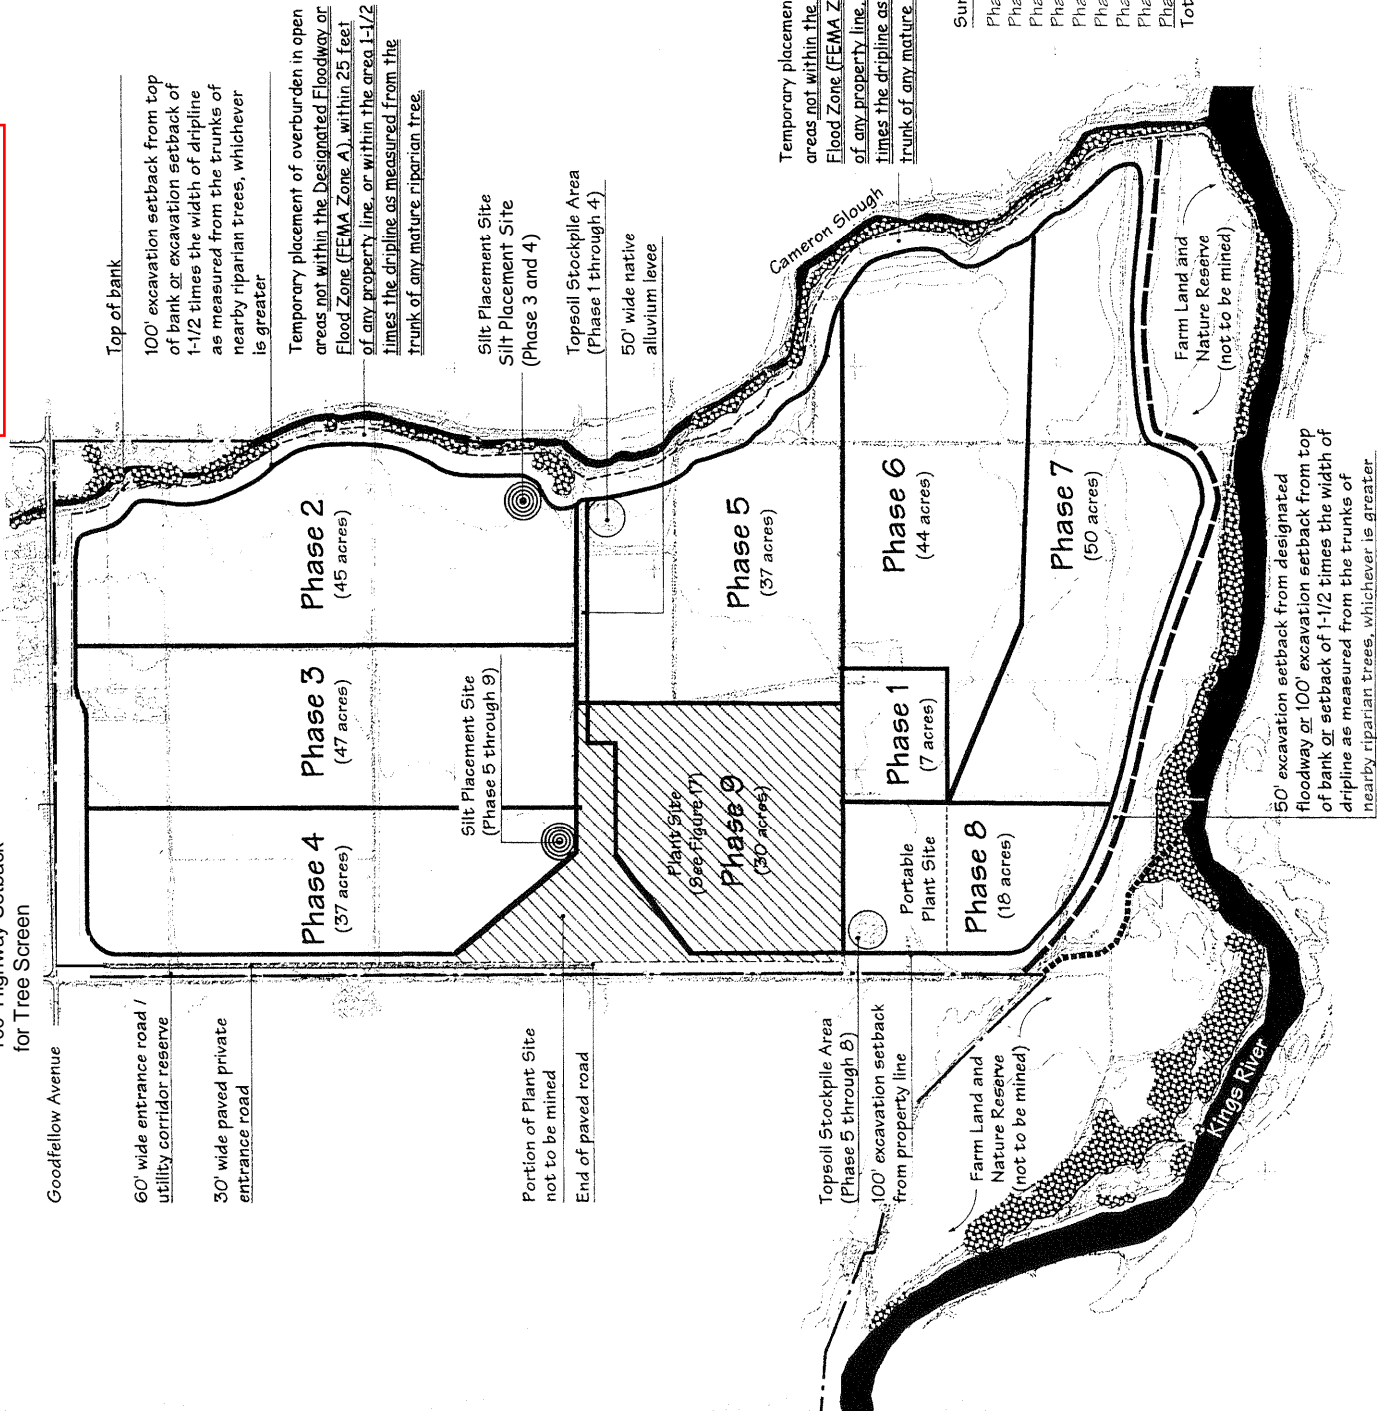 for Tree Screen
Goodfellow Avenue
60' wide entrance road /
utility corridor reserve
30' wide paved private
entrance road
Portion of Plant Site
not to be mined
End of paved road
Topsoil Stockpile Area
(Phase 5 through 8)
100' excavation setback
from property line
Farm Land and
Nature Reserve
(not to be mined)
Kings River
Phase 4
(37 acres)
Phase 3
(47 acres)
Phase 2
(45 acres)
Silt Placement Site
(Phase 5 through 9)
Plant Site
(See Figure 17)
Phase 9
(30 acres)
Phase 5
(37 acres)
Phase 1
(7 acres)
Phase 6
(44 acres)
Portable
Plant Site
Phase 8
(18 acres)
Phase 7
(50 acres)
Top of bank
100' excavation setback from top
of bank or excavation setback of
1-1/2 times the width of dripline
as measured from the trunks of
nearby riparian trees, whichever
is greater
Temporary placement of overburden in open
areas not within the Designated Floodway or
Flood Zone (FEMA Zone A), within 25 feet
of any property line, or within the area 1-1/2
times the dripline as measured from the
trunk of any mature riparian tree.
Silt Placement Site
Silt Placement Site
(Phase 3 and 4)
Topsoil Stockpile Area
(Phase 1 through 4)
50' wide native
alluvium levee
Cameron Slough
Temporary placemen
areas not within the
Flood Zone (FEMA Z
of any property line,
times the dripline as
trunk of any mature
Farm Land and
Nature Reserve
(not to be mined)
50' excavation setback from designated
floodway or 100' excavation setback from top
of bank or setback of 1-1/2 times the width of
dripline as measured from the trunks of
nearby riparian trees, whichever is greater
Sur
Pha
Pha
Pha
Pha
Pha
Pha
Pha
Pha
Pha
Tot